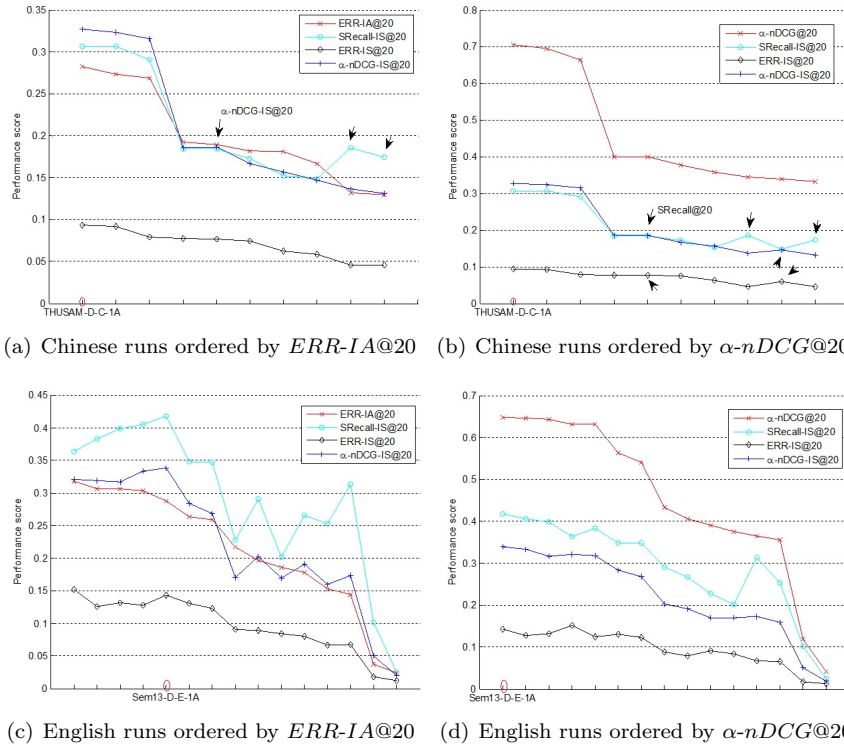 0.35
0.3
0.25
0.2
0.15
0.1
0.05
0
Performance score
ERR-IA@20
SRecall-IS@20
ERR-IS@20
α-nDCG-IS@20
α-nDCG-IS@20
THUSAM-D-C-1A
(a) Chinese runs ordered by ERR-IA@20
0.8
0.7
0.6
0.5
0.4
0.3
0.2
0.1
0
Performance score
α-nDCG@20
SRecall-IS@20
ERR-IS@20
α-nDCG-IS@20
SRecall@20
THUSAM-D-C-1A
(b) Chinese runs ordered by α-nDCG@20
0.45
0.4
0.35
0.3
0.25
0.2
0.15
0.1
0.05
0
Performance score
ERR-IA@20
SRecall-IS@20
ERR-IS@20
α-nDCG-IS@20
Sem13-D-E-1A
(c) English runs ordered by ERR-IA@20
0.7
0.6
0.5
0.4
0.3
0.2
0.1
0
Performance score
α-nDCG@20
SRecall-IS@20
ERR-IS@20
α-nDCG-IS@20
Sem13-D-E-1A
(d) English runs ordered by α-nDCG@20